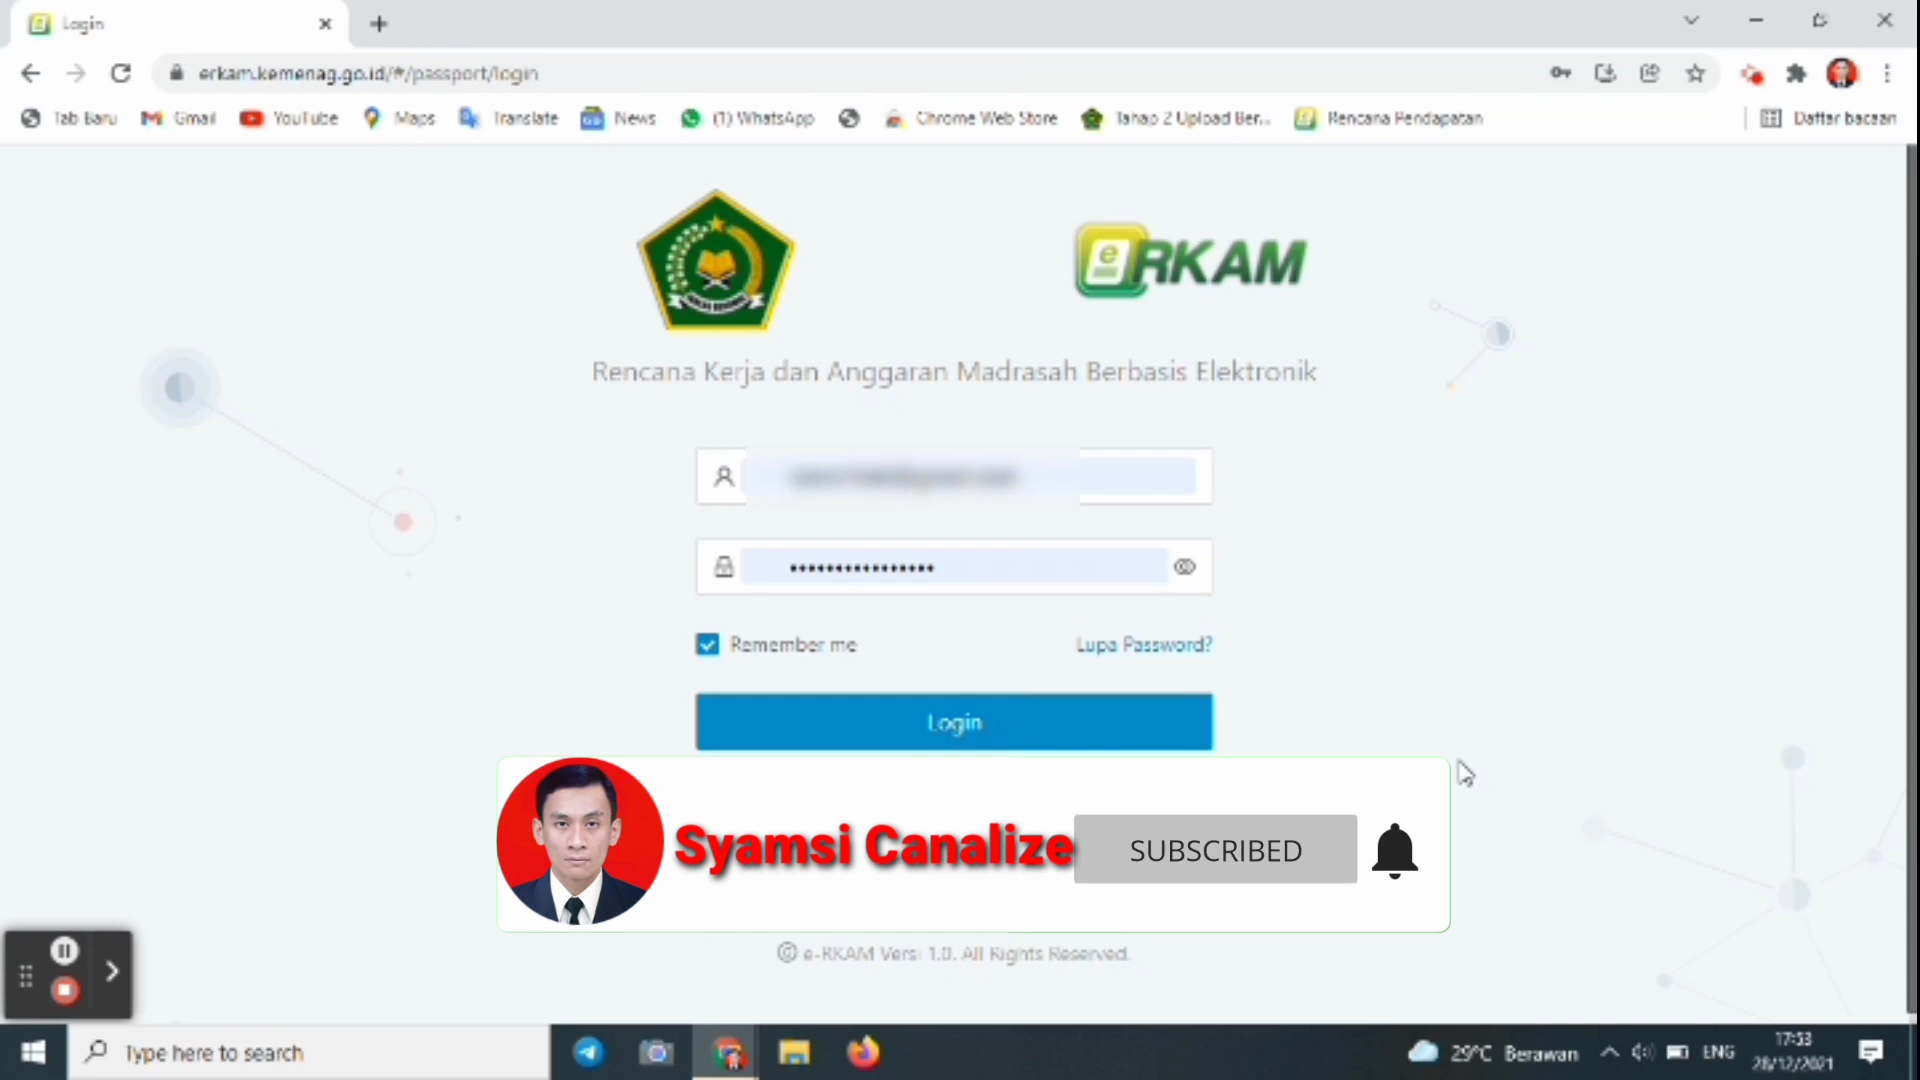 Login
erkam.kemenag.go.id/#/passport/login
Tab Baru
Gmail
YouTube
Maps
Translate
News
(1) WhatsApp
Chrome Web Store
Tahap 2 Upload Ber...
Rencana Pendapatan
Daftar bacaan
eRKAM
Rencana Kerja dan Anggaran Madrasah Berbasis Elektronik
••••••••••••••••
Remember me
Lupa Password?
Login
Syamsi Canalize
SUBSCRIBED
© e-RKAM Versi 1.0. All Rights Reserved.
Type here to search
29°C Berawan
ENG
17:53
28/12/2021